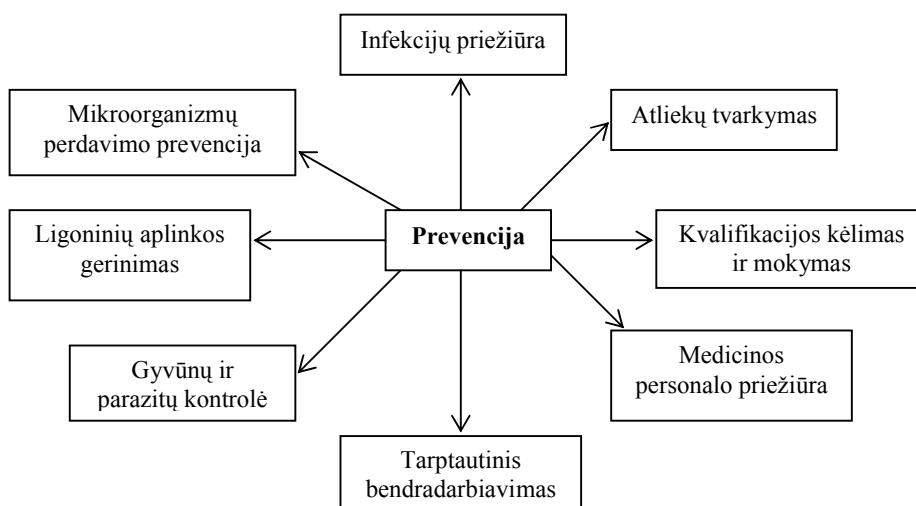 Infekcijų priežiūra
Mikroorganizmų
perdavimo prevencija
Atliekų tvarkymas
Ligoninių aplinkos
gerinimas
Prevencija
Kvalifikacijos kėlimas
ir mokymas
Gyvūnų ir
parazitų kontrolė
Medicinos
personalo priežiūra
Tarptautinis
bendradarbiavimas